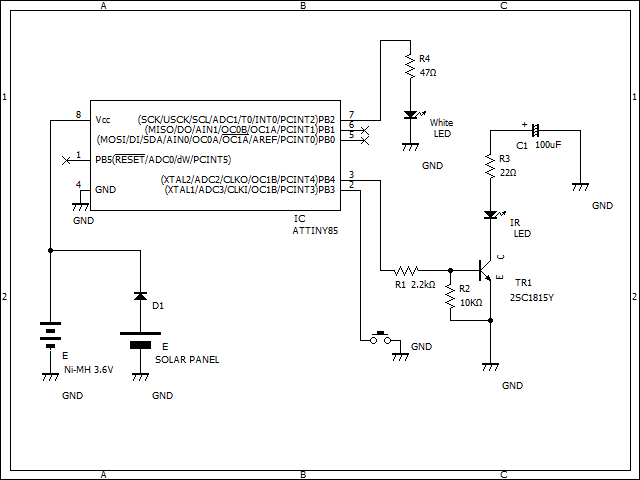 A B C
R4
47Ω
1 1
8 Vcc (SCK/USCK/SCL/ADC1/T0/INT0/PCINT2)PB2 7
(MISO/DO/AIN1/OC0B/OC1A/PCINT1)PB1 6
(MOSI/DI/SDA/AIN0/OC0A/OC1A/AREF/PCINT0)PB0 5
White
LED
+
C1 100uF
1 PB5(RESET/ADC0/dW/PCINT5)
GND
R3
22Ω
(XTAL2/ADC2/CLKO/OC1B/PCINT4)PB4 3
4 GND (XTAL1/ADC3/CLKI/OC1B/PCINT3)PB3 2
GND
GND
IC
ATTINY85
IR
LED
C
E
R1 2.2kΩ
R2
10KΩ
TR1
2SC1815Y
2 2
D1
E
Ni-MH 3.6V
E
SOLAR PANEL
GND
GND
GND
GND
A B C